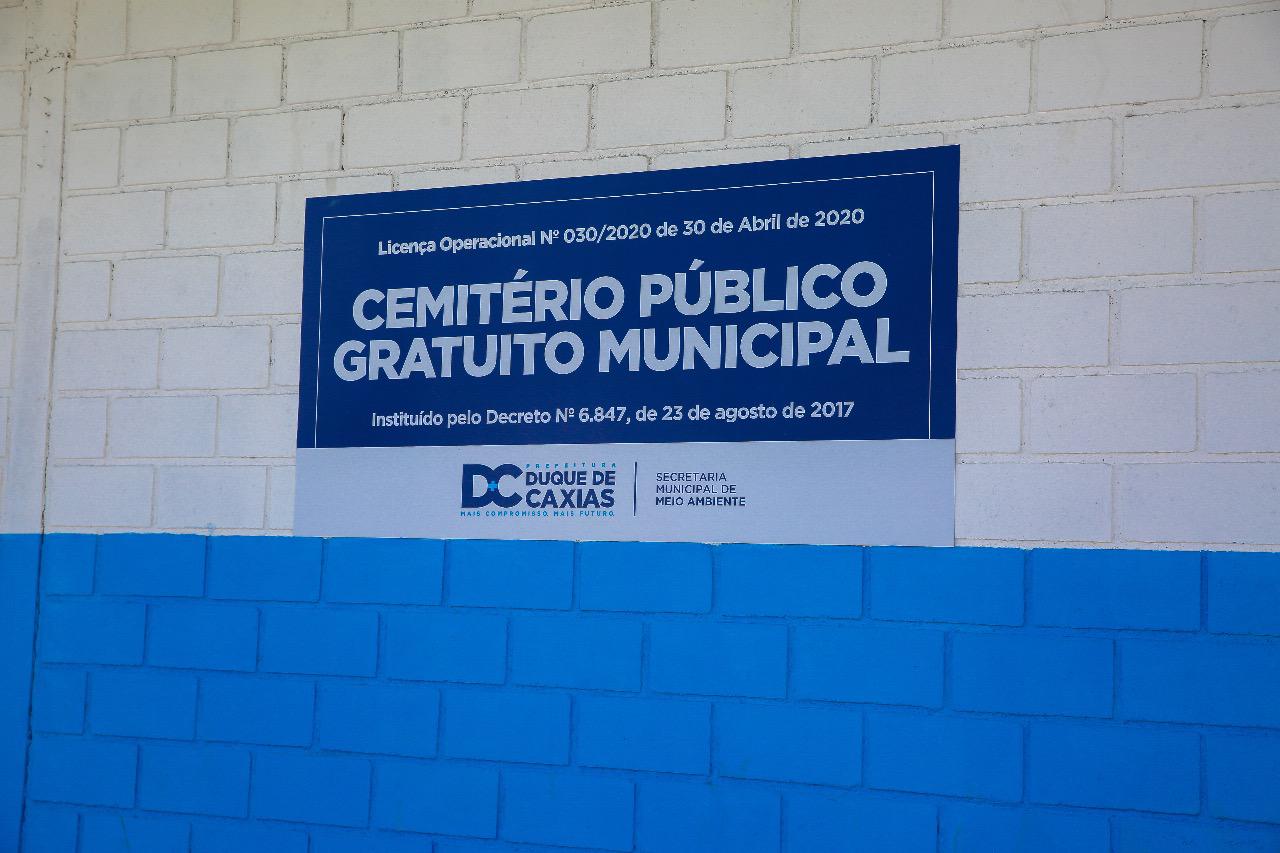 Licença Operacional Nº 030/2020 de 30 de Abril de 2020
CEMITÉRIO PÚBLICO
GRATUITO MUNICIPAL
Instituído pelo Decreto Nº 6.847, de 23 de agosto de 2017
DC
PREFEITURA
DUQUE DE
CAXIAS
MAIS COMPROMISSO. MAIS FUTURO.
SECRETARIA
MUNICIPAL DE
MEIO AMBIENTE